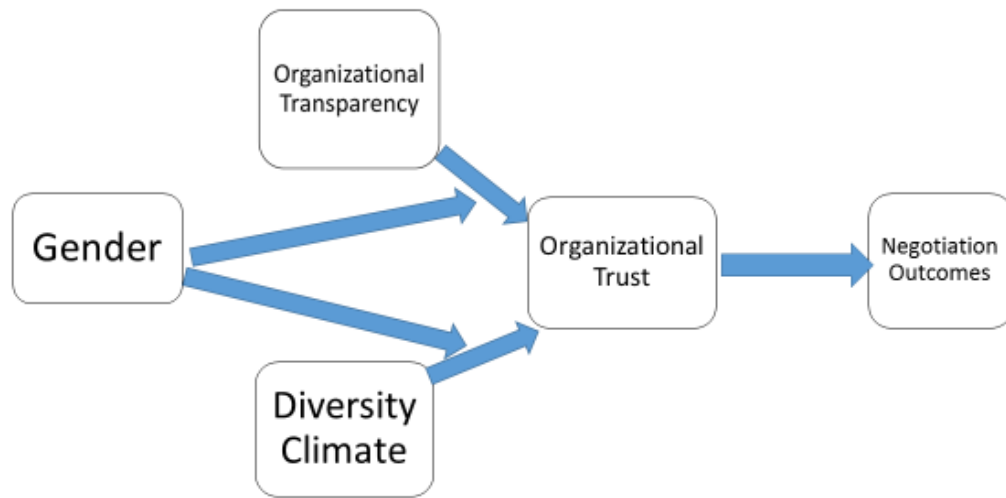 Organizational
Transparency
Gender
Organizational
Trust
Negotiation
Outcomes
Diversity
Climate